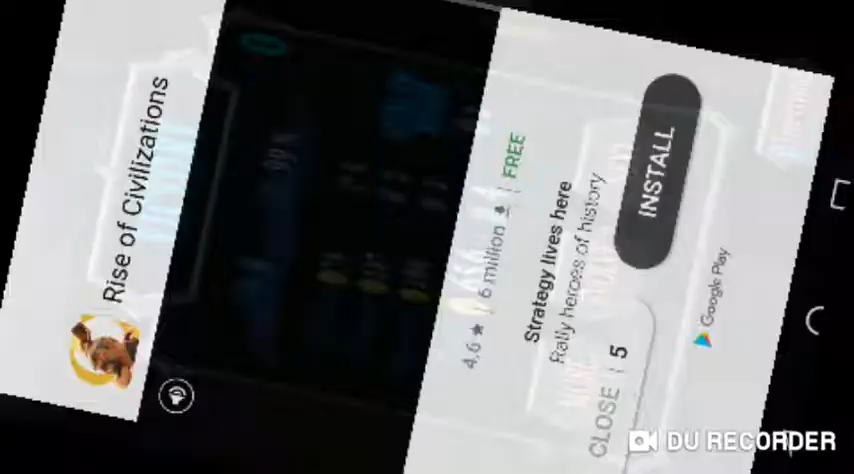 Rise of Civilizations
4.6 ★ | 6 million | FREE
Strategy lives here
Rally heroes of history
INSTALL
CLOSE | 5
Google Play
DU RECORDER